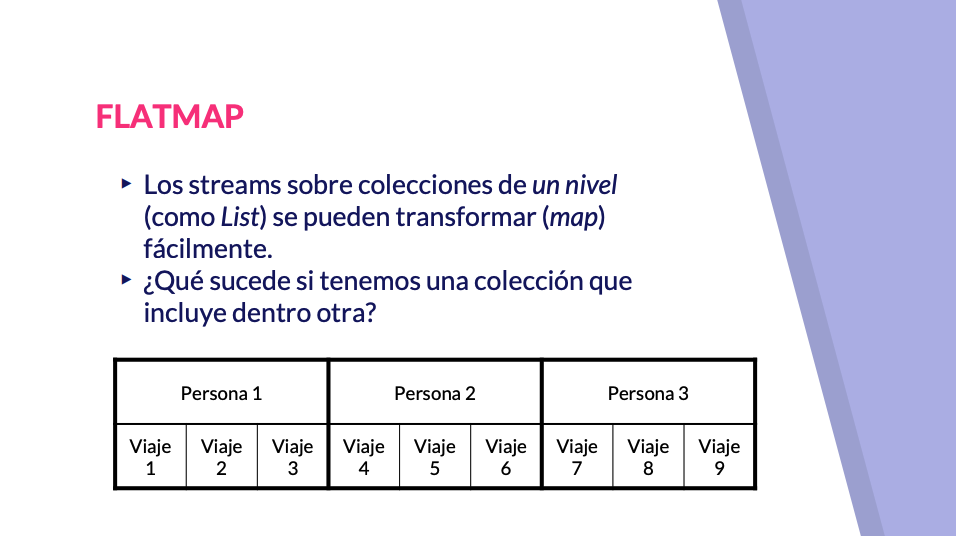 FLATMAP
▸ Los streams sobre colecciones de un nivel
(como List) se pueden transformar (map)
fácilmente.
▸ ¿Qué sucede si tenemos una colección que
incluye dentro otra?
Persona 1 Persona 2 Persona 3
Viaje Viaje Viaje Viaje Viaje Viaje Viaje Viaje Viaje
1 2 3 4 5 6 7 8 9